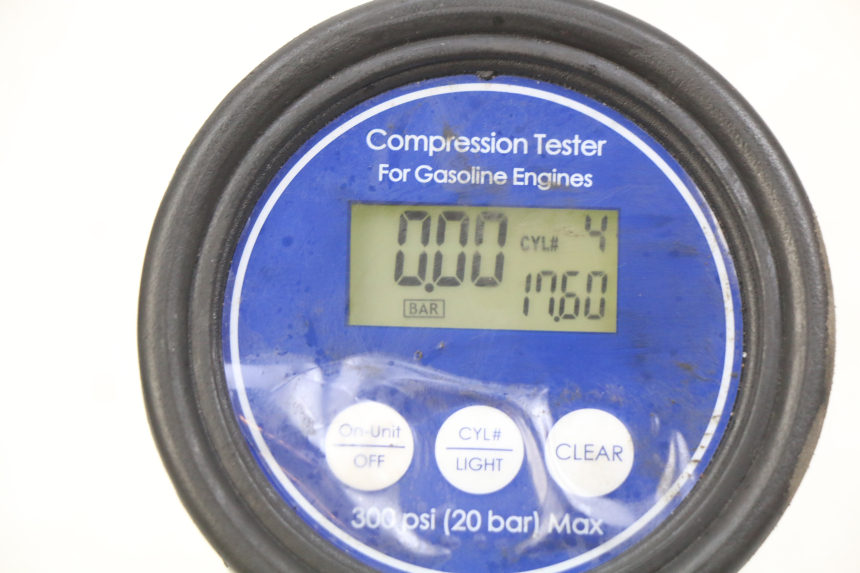 Compression Tester
For Gasoline Engines
0.00 CYL# 4
BAR 17.60
On-Unit CYL# CLEAR
OFF LIGHT
300 psi (20 bar) Max